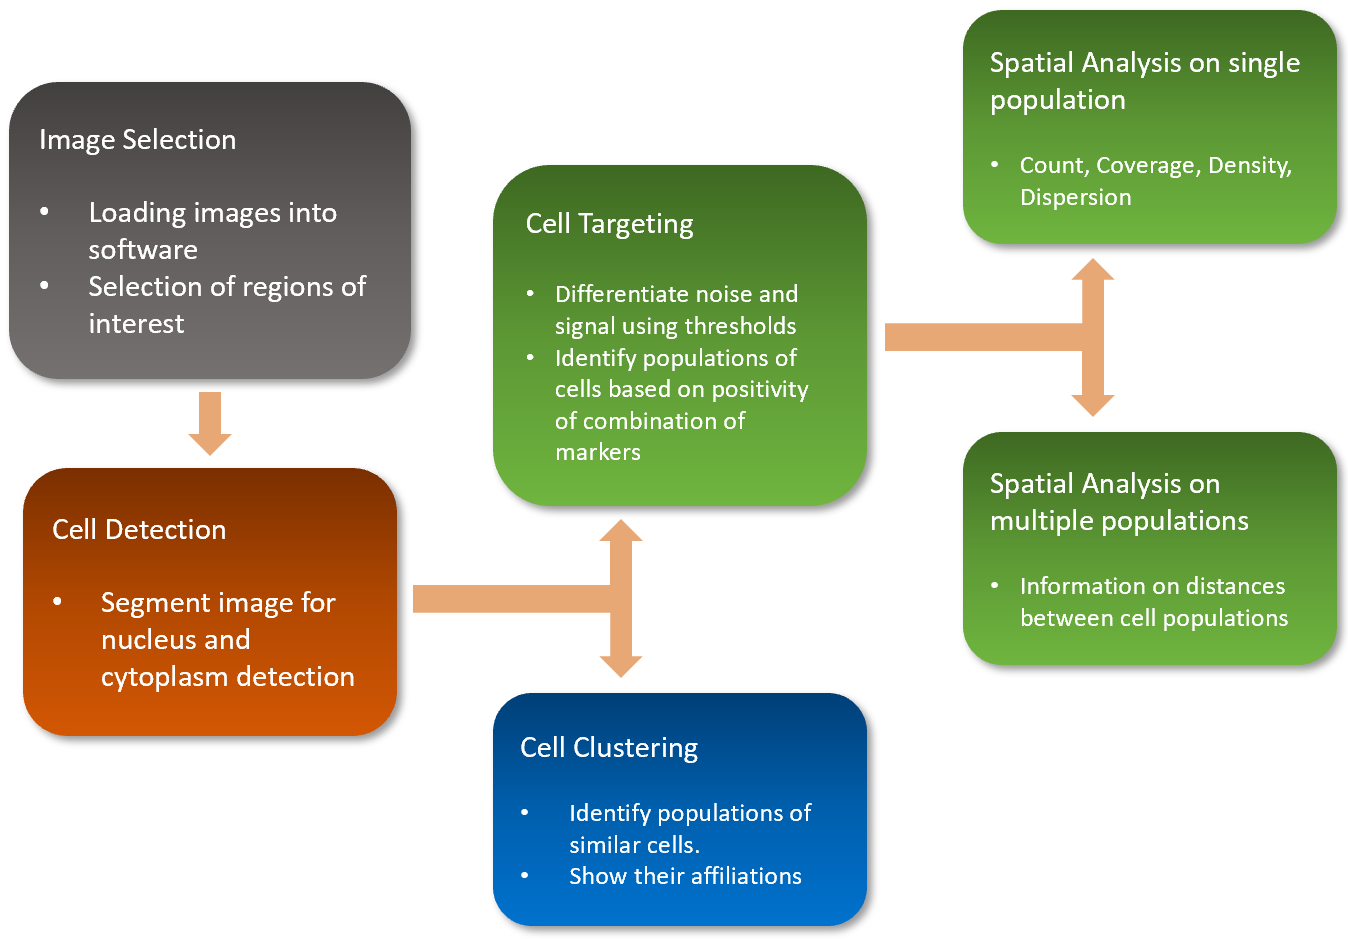 Image Selection
• Loading images into
software
• Selection of regions of
interest
Cell Detection
• Segment image for
nucleus and
cytoplasm detection
Cell Targeting
• Differentiate noise and
signal using thresholds
• Identify populations of
cells based on positivity
of combination of
markers
Cell Clustering
• Identify populations of
similar cells.
• Show their affiliations
Spatial Analysis on single
population
• Count, Coverage, Density,
Dispersion
Spatial Analysis on
multiple populations
• Information on distances
between cell populations